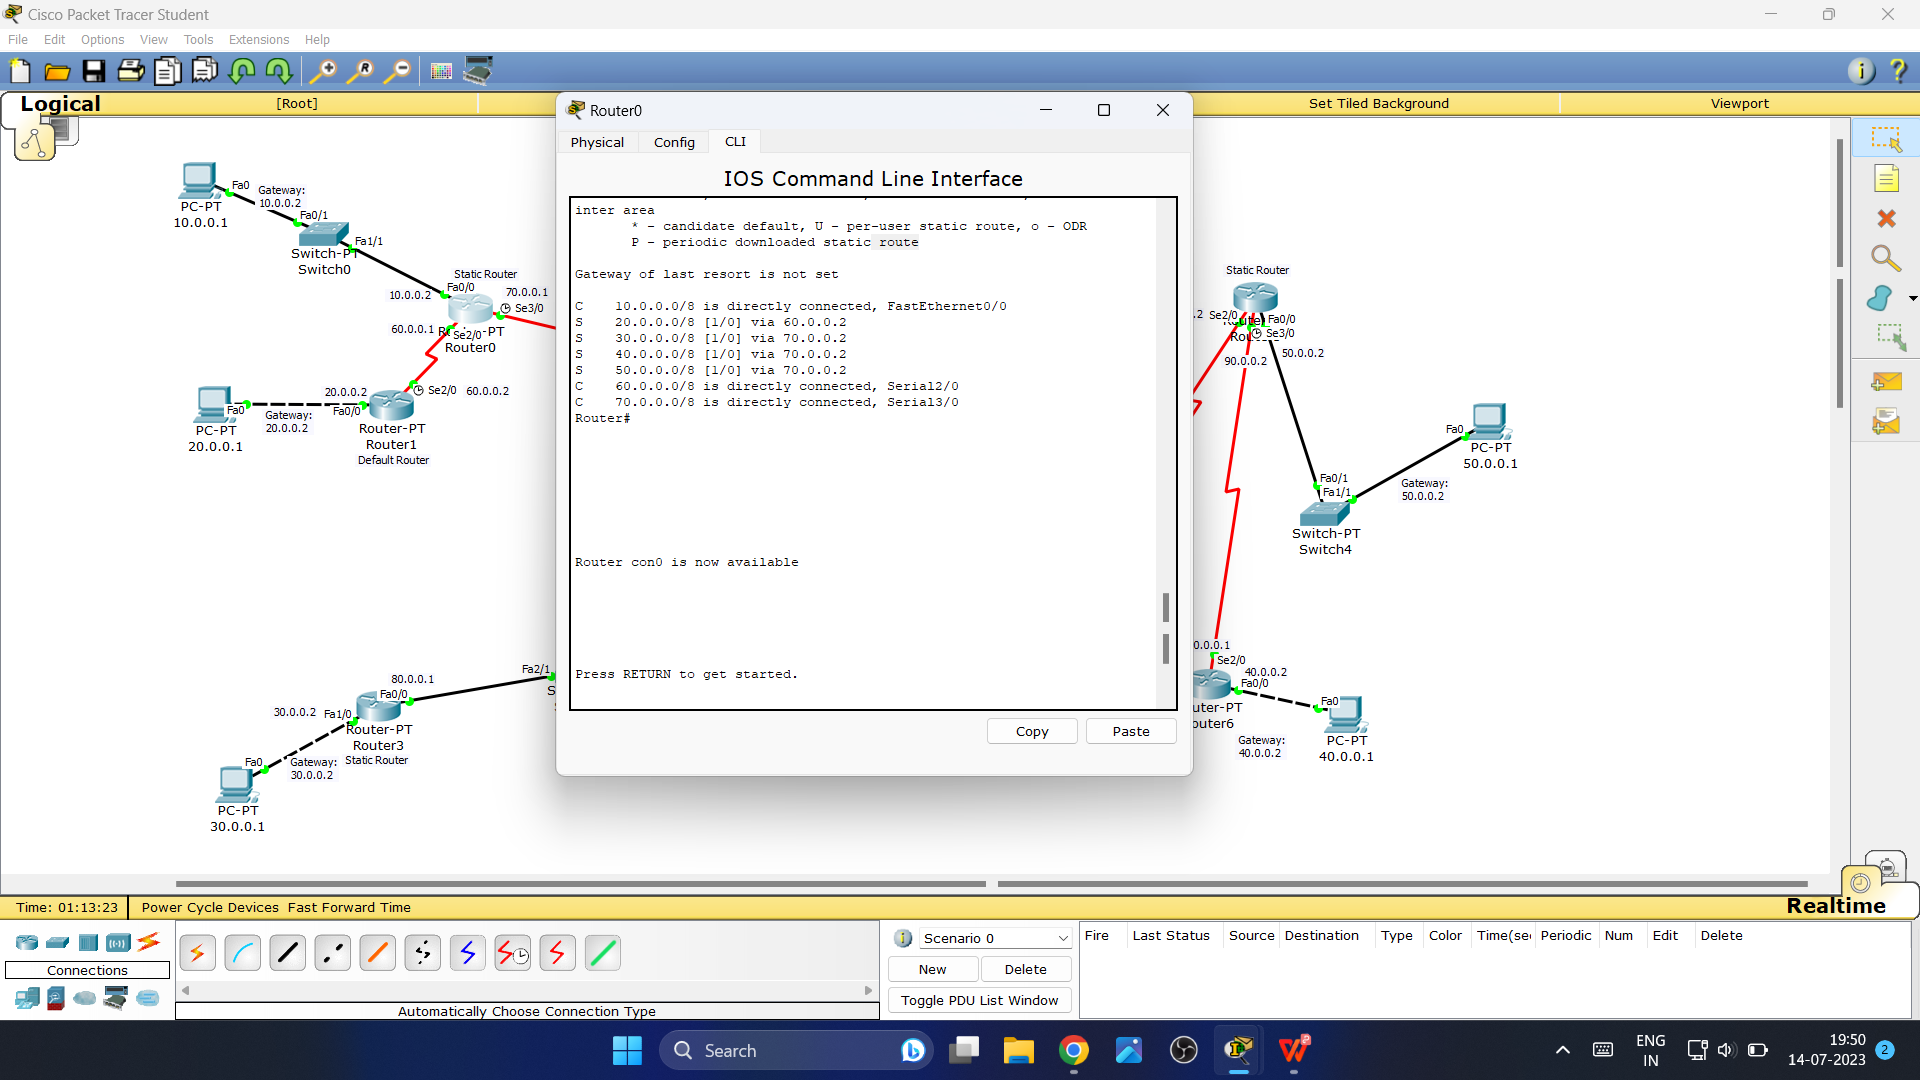 Cisco Packet Tracer Student
File Edit Options View Tools Extensions Help
Logical [Root] Set Tiled Background Viewport
Router0
Physical Config CLI
IOS Command Line Interface
inter area
* - candidate default, U - per-user static route, o - ODR
P - periodic downloaded static route
Gateway of last resort is not set
C 10.0.0.0/8 is directly connected, FastEthernet0/0
S 20.0.0.0/8 [1/0] via 60.0.0.2
S 30.0.0.0/8 [1/0] via 70.0.0.2
S 40.0.0.0/8 [1/0] via 70.0.0.2
S 50.0.0.0/8 [1/0] via 70.0.0.2
C 60.0.0.0/8 is directly connected, Serial2/0
C 70.0.0.0/8 is directly connected, Serial3/0
Router#
Router con0 is now available
Press RETURN to get started.
Copy Paste
PC-PT
10.0.0.1
Fa0
Gateway:
10.0.0.2
Fa0/1
Fa1/1
Switch-PT
Switch0
Static Router
10.0.0.2 Fa0/0
70.0.0.1
Se3/0
60.0.0.1
Se2/0
Router0
20.0.0.2
Se2/0 60.0.0.2
Fa0
Gateway:
20.0.0.2
Fa0/0
PC-PT
20.0.0.1
Router-PT
Router1
Default Router
Fa2/1
80.0.0.1
Fa0/0
30.0.0.2 Fa1/0
Router-PT
Router3
Static Router
Fa0
Gateway:
30.0.0.2
PC-PT
30.0.0.1
Static Router
.2 Se2/0
Fa0/0
Se3/0
90.0.0.2
50.0.0.2
Fa0
PC-PT
50.0.0.1
Gateway:
50.0.0.2
Fa0/1
Fa1/1
Switch-PT
Switch4
0.0.0.1
Se2/0
40.0.0.2
Fa0/0
uter-PT
outer6
Fa0
Gateway:
40.0.0.2
PC-PT
40.0.0.1
Time: 01:13:23 Power Cycle Devices Fast Forward Time
Realtime
Connections
Automatically Choose Connection Type
Scenario 0
New Delete
Toggle PDU List Window
Fire Last Status Source Destination Type Color Time(sec Periodic Num Edit Delete
Search
ENG
IN
19:50
14-07-2023
2